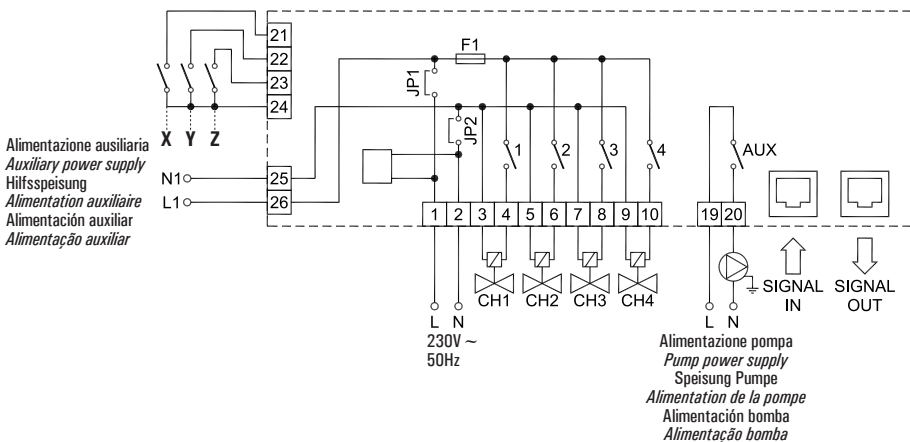 21
22
23
24
X Y Z
Alimentazione ausiliaria
Auxiliary power supply
Hilfsspeisung
Alimentation auxiliaire
Alimentación auxiliar
Alimentação auxiliar
N1
L1
25
26
F1
JP1
JP2
1
2
3
4
AUX
1 2 3 4 5 6 7 8 9 10
19 20
CH1 CH2 CH3 CH4
SIGNAL IN
SIGNAL OUT
L N
230V ~
50Hz
L N
Alimentazione pompa
Pump power supply
Speisung Pumpe
Alimentation de la pompe
Alimentación bomba
Alimentação bomba